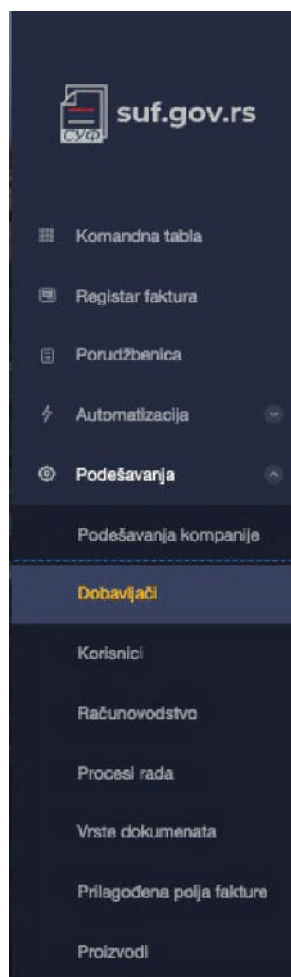 СУФ
suf.gov.rs
Komandna tabla
Registar faktura
Porudžbenica
Automatizacija
Podešavanja
Podešavanja kompanije
Dobavljači
Korisnici
Računovodstvo
Procesi rada
Vrste dokumenata
Prilagođena polja fakture
Proizvodi